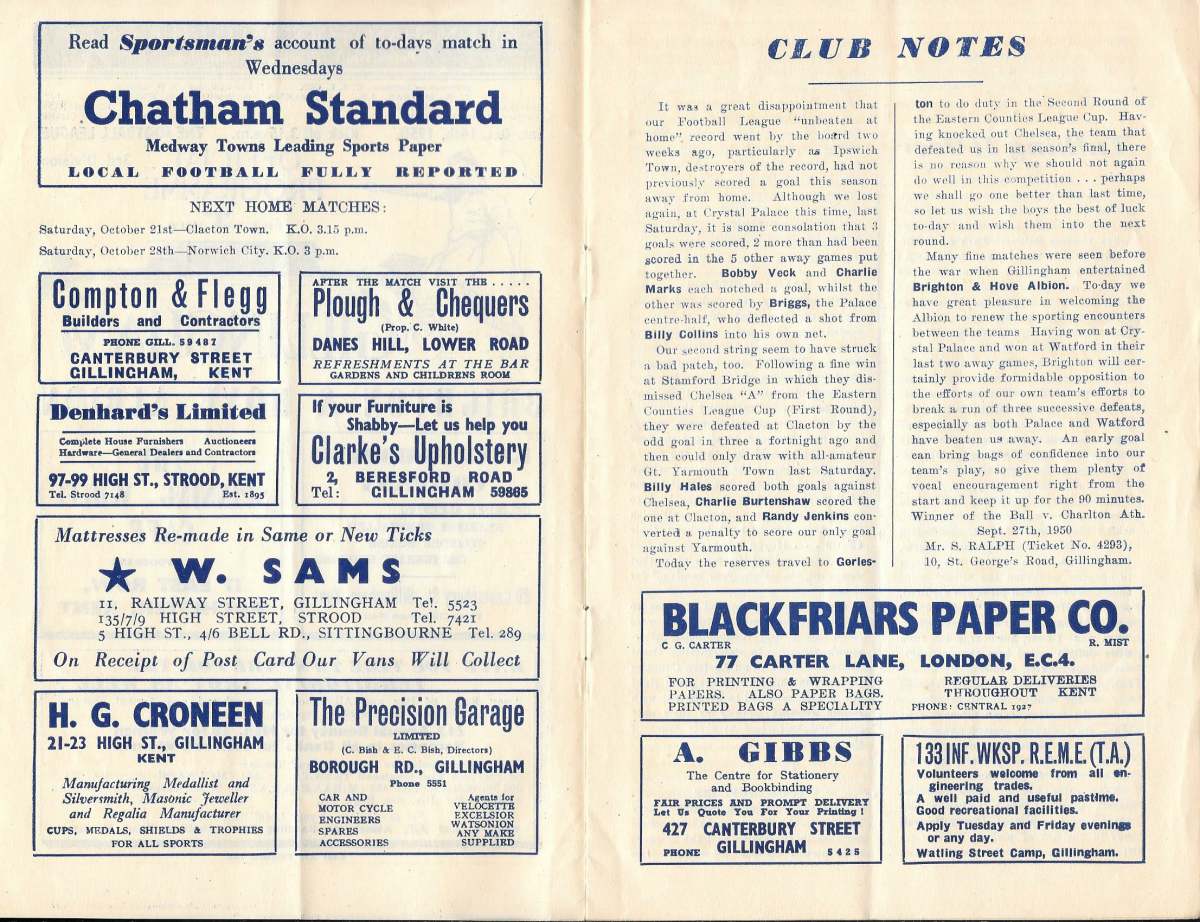 Read Sportsman's account of to-days match in
Wednesdays
Chatham Standard
Medway Towns Leading Sports Paper
LOCAL FOOTBALL FULLY REPORTED
NEXT HOME MATCHES:
Saturday, October 21st—Clacton Town. K.O. 3.15 p.m.
Saturday, October 28th—Norwich City. K.O. 3 p.m.
Compton & Flegg
Builders and Contractors
PHONE GILL. 59487
CANTERBURY STREET
GILLINGHAM, KENT
AFTER THE MATCH VISIT THE . . . . .
Plough & Chequers
(Prop. C. White)
DANES HILL, LOWER ROAD
REFRESHMENTS AT THE BAR
GARDENS AND CHILDRENS ROOM
Denhard's Limited
Complete House Furnishers Auctioneers
Hardware—General Dealers and Contractors
97-99 HIGH ST., STROOD, KENT
Tel. Strood 7148 Est. 1895
If your Furniture is
Shabby—Let us help you
Clarke's Upholstery
2, BERESFORD ROAD
Tel: GILLINGHAM 59865
Mattresses Re-made in Same or New Ticks
W. SAMS
11, RAILWAY STREET, GILLINGHAM Tel. 5523
135/7/9 HIGH STREET, STROOD Tel. 7421
5 HIGH ST., 4/6 BELL RD., SITTINGBOURNE Tel. 289
On Receipt of Post Card Our Vans Will Collect
H. G. CRONEEN
21-23 HIGH ST., GILLINGHAM
KENT
Manufacturing Medallist and
Silversmith, Masonic Jeweller
and Regalia Manufacturer
CUPS, MEDALS, SHIELDS & TROPHIES
FOR ALL SPORTS
The Precision Garage
LIMITED
(C. Bish & E. C. Bish, Directors)
BOROUGH RD., GILLINGHAM
Phone 5551
CAR AND
MOTOR CYCLE
ENGINEERS
SPARES
ACCESSORIES
Agents for
VELOCETTE
EXCELSIOR
WATSONION
ANY MAKE
SUPPLIED
CLUB NOTES
It was a great disappointment that
our Football League "unbeaten at
home" record went by the board two
weeks ago, particularly as Ipswich
Town, destroyers of the record, had not
previously scored a goal this season
away from home. Although we lost
again, at Crystal Palace this time, last
Saturday, it is some consolation that 3
goals were scored, 2 more than had been
scored in the 5 other away games put
together. Bobby Veck and Charlie
Marks each notched a goal, whilst the
other was scored by Briggs, the Palace
centre-half, who deflected a shot from
Billy Collins into his own net.
Our second string seem to have struck
a bad patch, too. Following a fine win
at Stamford Bridge in which they dis-
missed Chelsea "A" from the Eastern
Counties League Cup (First Round),
they were defeated at Clacton by the
odd goal in three a fortnight ago and
then could only draw with all-amateur
Gt. Yarmouth Town last Saturday.
Billy Hales scored both goals against
Chelsea, Charlie Burtenshaw scored the
one at Clacton, and Randy Jenkins con-
verted a penalty to score our only goal
against Yarmouth.
Today the reserves travel to Gorles-
ton to do duty in the Second Round of
the Eastern Counties League Cup. Hav-
ing knocked out Chelsea, the team that
defeated us in last season's final, there
is no reason why we should not again
do well in this competition . . . perhaps
we shall go one better than last time,
so let us wish the boys the best of luck
to-day and wish them into the next
round.
Many fine matches were seen before
the war when Gillingham entertained
Brighton & Hove Albion. To-day we
have great pleasure in welcoming the
Albion to renew the sporting encounters
between the teams Having won at Cry-
stal Palace and won at Watford in their
last two away games, Brighton will cer-
tainly provide formidable opposition to
the efforts of our own team's efforts to
break a run of three successive defeats,
especially as both Palace and Watford
have beaten us away. An early goal
can bring bags of confidence into our
team's play, so give them plenty of
vocal encouragement right from the
start and keep it up for the 90 minutes.
Winner of the Ball v. Charlton Ath.
Sept. 27th, 1950
Mr. S. RALPH (Ticket No. 4293),
10, St. George's Road, Gillingham.
BLACKFRIARS PAPER CO.
C G. CARTER R. MIST
77 CARTER LANE, LONDON, E.C.4.
FOR PRINTING & WRAPPING
PAPERS. ALSO PAPER BAGS.
PRINTED BAGS A SPECIALITY
REGULAR DELIVERIES
THROUGHOUT KENT
PHONE: CENTRAL 1927
A. GIBBS
The Centre for Stationery
and Bookbinding
FAIR PRICES AND PROMPT DELIVERY
Let Us Quote You For Your Printing!
427 CANTERBURY STREET
GILLINGHAM
PHONE 5425
133 INF. WKSP. R.E.M.E. (T.A.)
Volunteers welcome from all en-
gineering trades.
A well paid and useful pastime.
Good recreational facilities.
Apply Tuesday and Friday evenings
or any day.
Watling Street Camp, Gillingham.